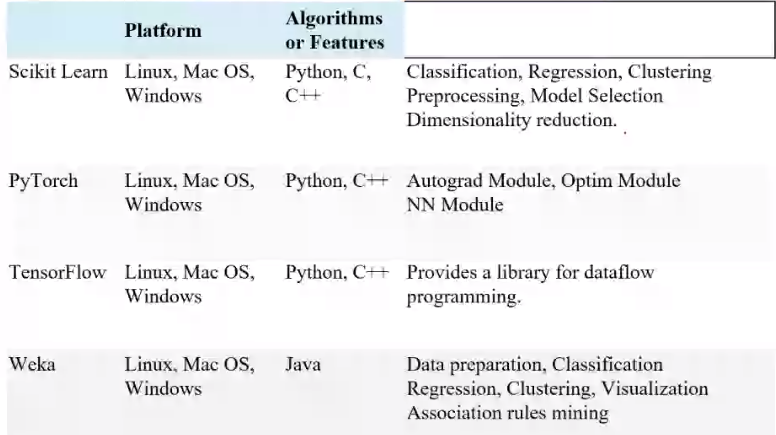 Platform
Algorithms
or Features
Scikit Learn Linux, Mac OS, Python, C, Classification, Regression, Clustering
Windows C++ Preprocessing, Model Selection
Dimensionality reduction.
PyTorch Linux, Mac OS, Python, C++ Autograd Module, Optim Module
Windows NN Module
TensorFlow Linux, Mac OS, Python, C++ Provides a library for dataflow
Windows programming.
Weka Linux, Mac OS, Java Data preparation, Classification
Windows Regression, Clustering, Visualization
Association rules mining